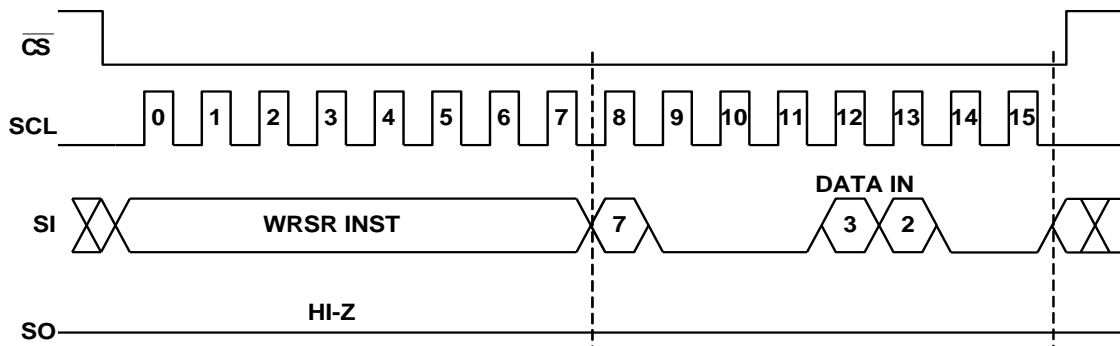 CS
SCL 0 1 2 3 4 5 6 7 8 9 10 11 12 13 14 15
DATA IN
SI WRSR INST 7 3 2
HI-Z
SO